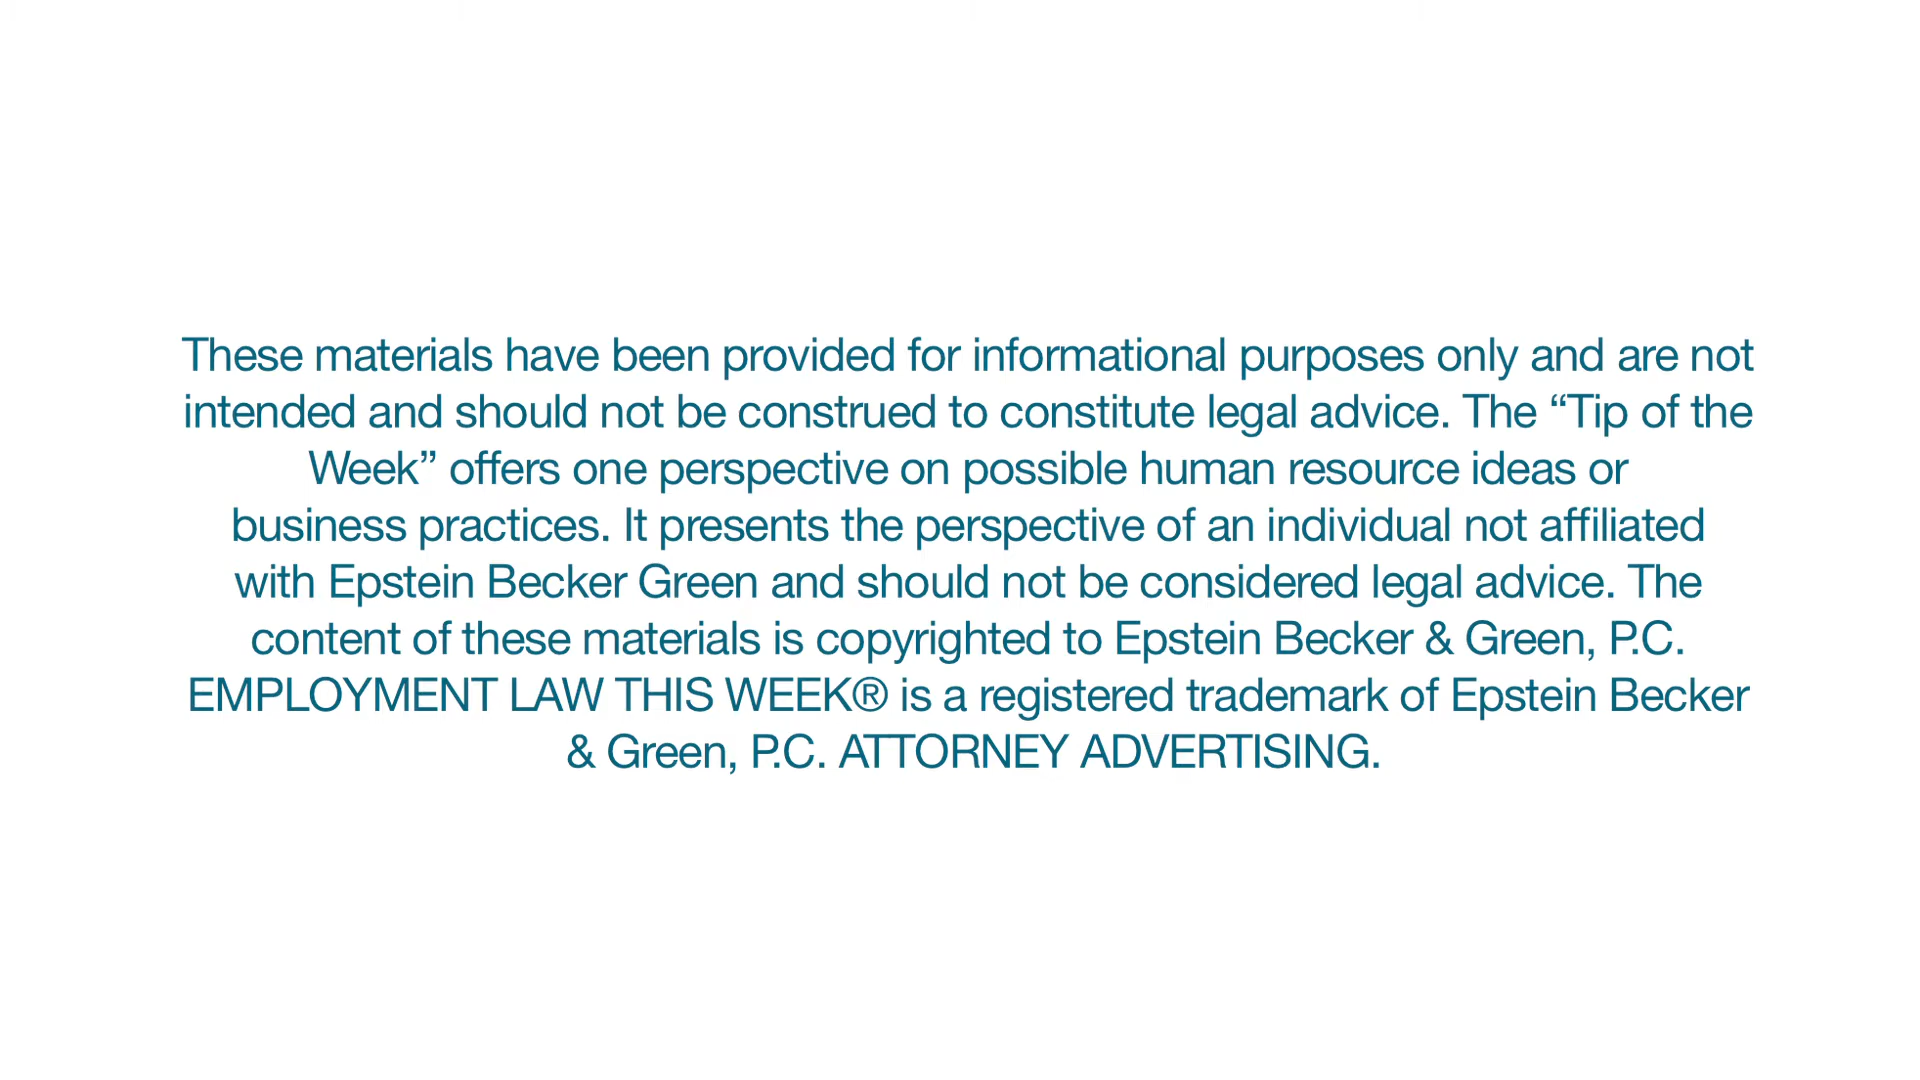 These materials have been provided for informational purposes only and are not
intended and should not be construed to constitute legal advice. The “Tip of the
Week” offers one perspective on possible human resource ideas or
business practices. It presents the perspective of an individual not affiliated
with Epstein Becker Green and should not be considered legal advice. The
content of these materials is copyrighted to Epstein Becker & Green, P.C.
EMPLOYMENT LAW THIS WEEK® is a registered trademark of Epstein Becker
& Green, P.C. ATTORNEY ADVERTISING.